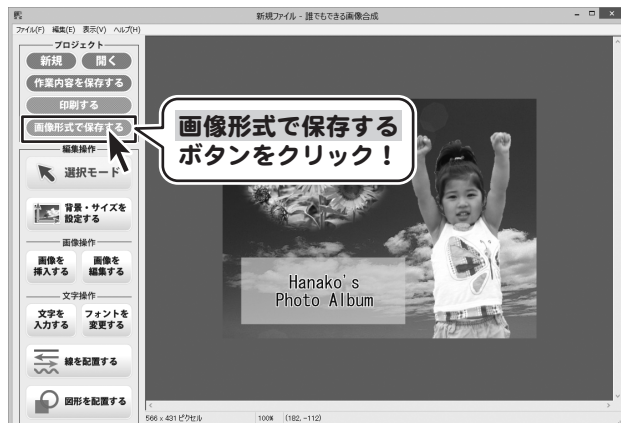 新規ファイル - 誰でもできる画像合成
ファイル(F) 編集(E) 表示(V) ヘルプ(H)
プロジェクト
新規 開く
作業内容を保存する
印刷する
画像形式で保存する
画像形式で保存する
ボタンをクリック！
編集操作
選択モード
背景・サイズを
設定する
画像操作
画像を 画像を
挿入する 編集する
文字操作
文字を フォントを
入力する 変更する
線を配置する
図形を配置する
Hanako's
Photo Album
566 x 431 ピクセル 100% (182, -112)